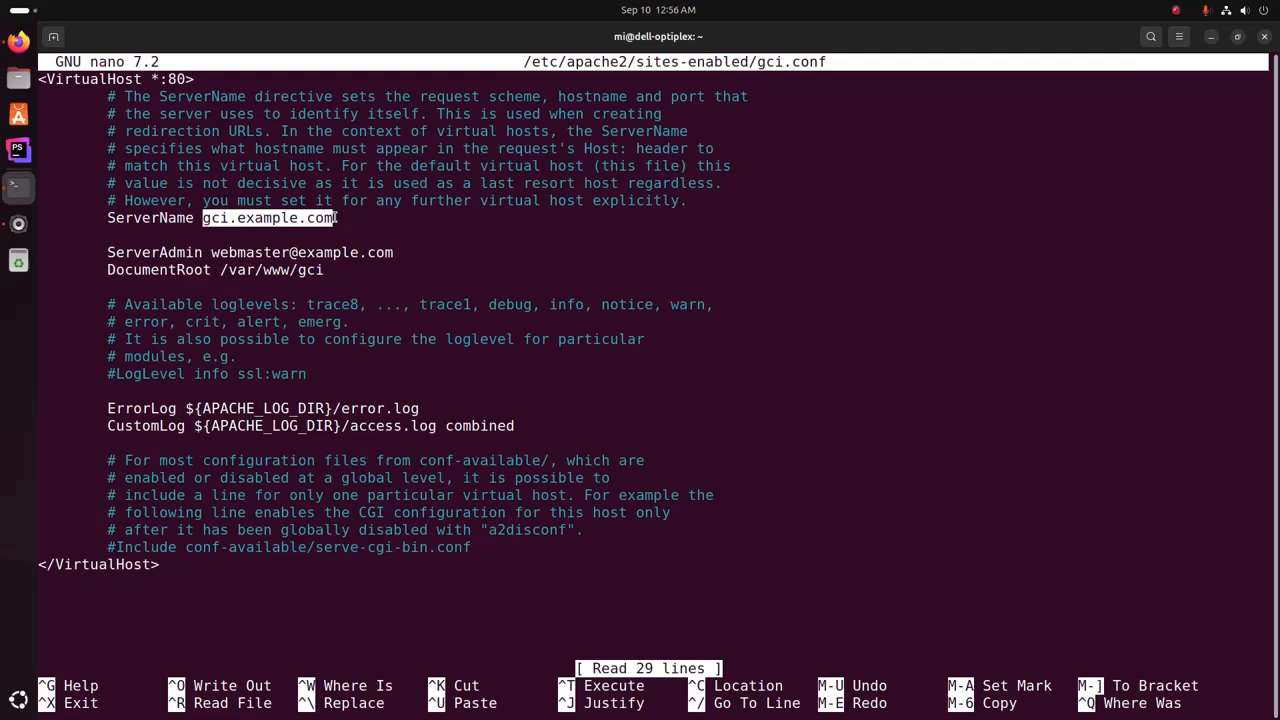 Sep 10 12:56 AM
mi@dell-optiplex: ~
GNU nano 7.2 /etc/apache2/sites-enabled/gci.conf
<VirtualHost *:80>
# The ServerName directive sets the request scheme, hostname and port that
# the server uses to identify itself. This is used when creating
# redirection URLs. In the context of virtual hosts, the ServerName
# specifies what hostname must appear in the request's Host: header to
# match this virtual host. For the default virtual host (this file) this
# value is not decisive as it is used as a last resort host regardless.
# However, you must set it for any further virtual host explicitly.
ServerName gci.example.com
ServerAdmin webmaster@example.com
DocumentRoot /var/www/gci
# Available loglevels: trace8, ..., trace1, debug, info, notice, warn,
# error, crit, alert, emerg.
# It is also possible to configure the loglevel for particular
# modules, e.g.
#LogLevel info ssl:warn
ErrorLog ${APACHE_LOG_DIR}/error.log
CustomLog ${APACHE_LOG_DIR}/access.log combined
# For most configuration files from conf-available/, which are
# enabled or disabled at a global level, it is possible to
# include a line for only one particular virtual host. For example the
# following line enables the CGI configuration for this host only
# after it has been globally disabled with "a2disconf".
#Include conf-available/serve-cgi-bin.conf
</VirtualHost>
[ Read 29 lines ]
^G Help ^O Write Out ^W Where Is ^K Cut ^T Execute ^C Location M-U Undo M-A Set Mark M-] To Bracket
^X Exit ^R Read File ^\ Replace ^U Paste ^J Justify ^/ Go To Line M-E Redo M-6 Copy ^Q Where Was
PS